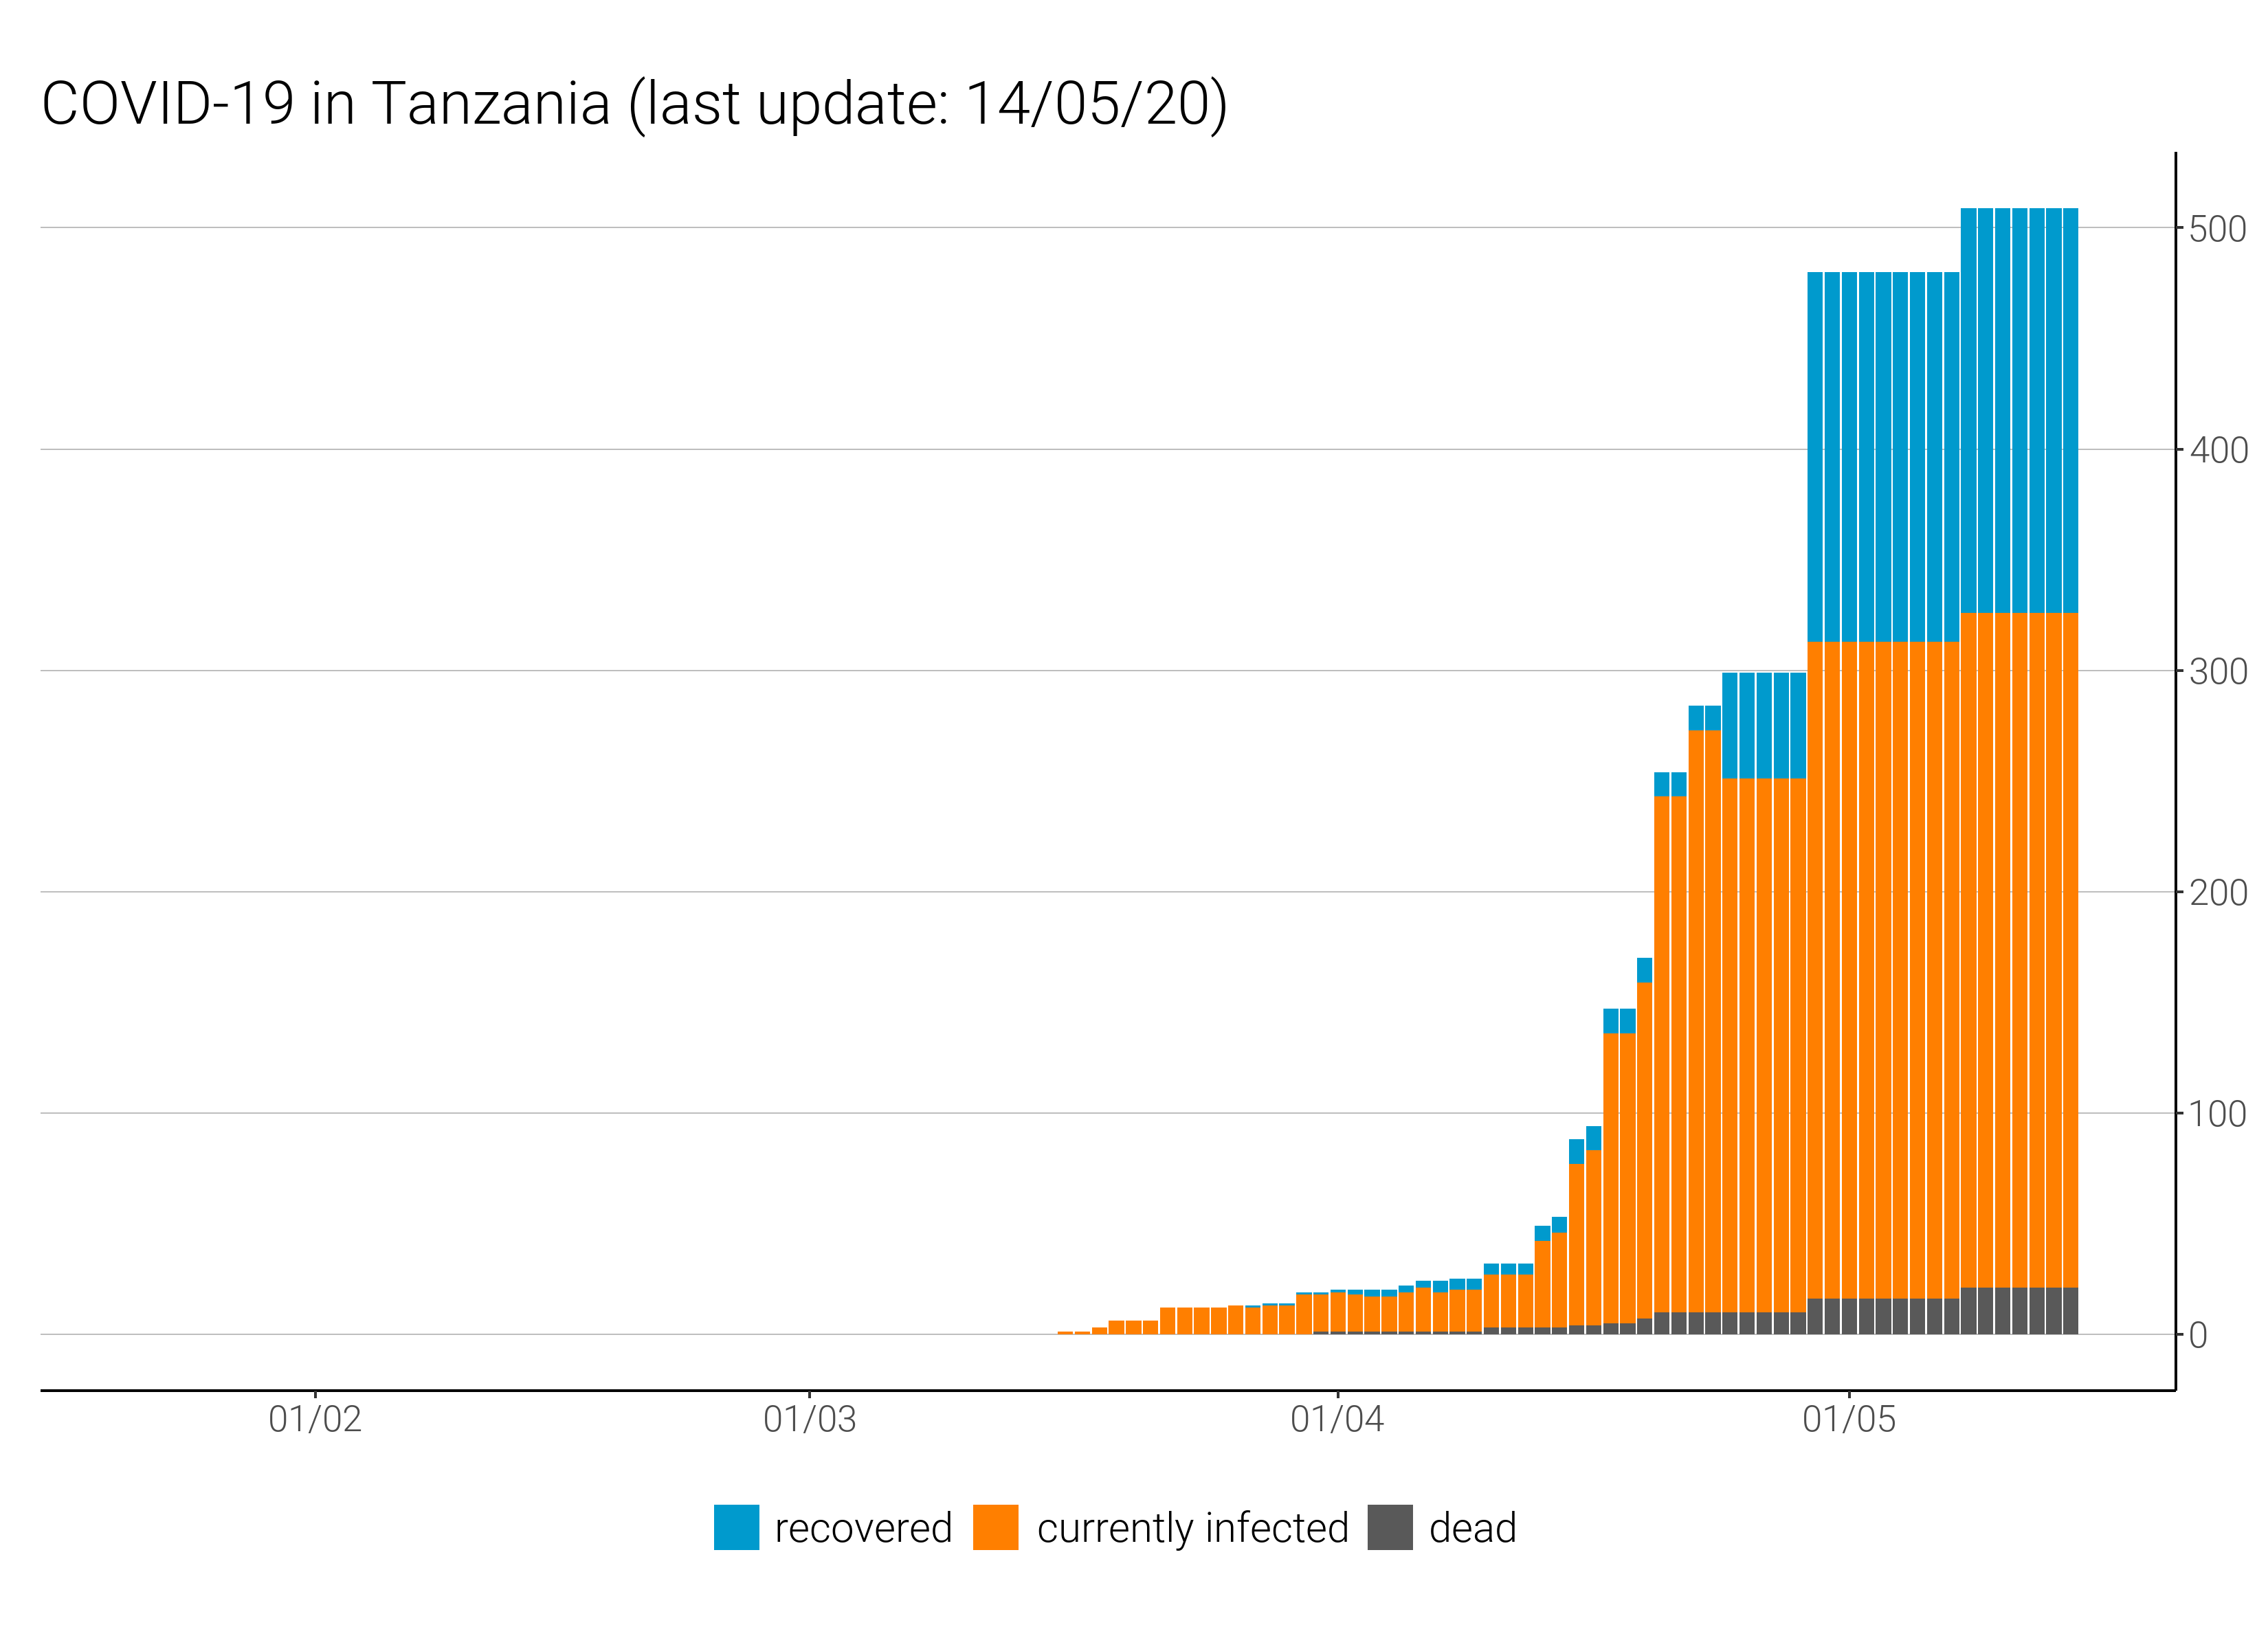 COVID-19 in Tanzania (last update: 14/05/20)
500
400
300
200
100
0
01/02 01/03 01/04 01/05
recovered currently infected dead